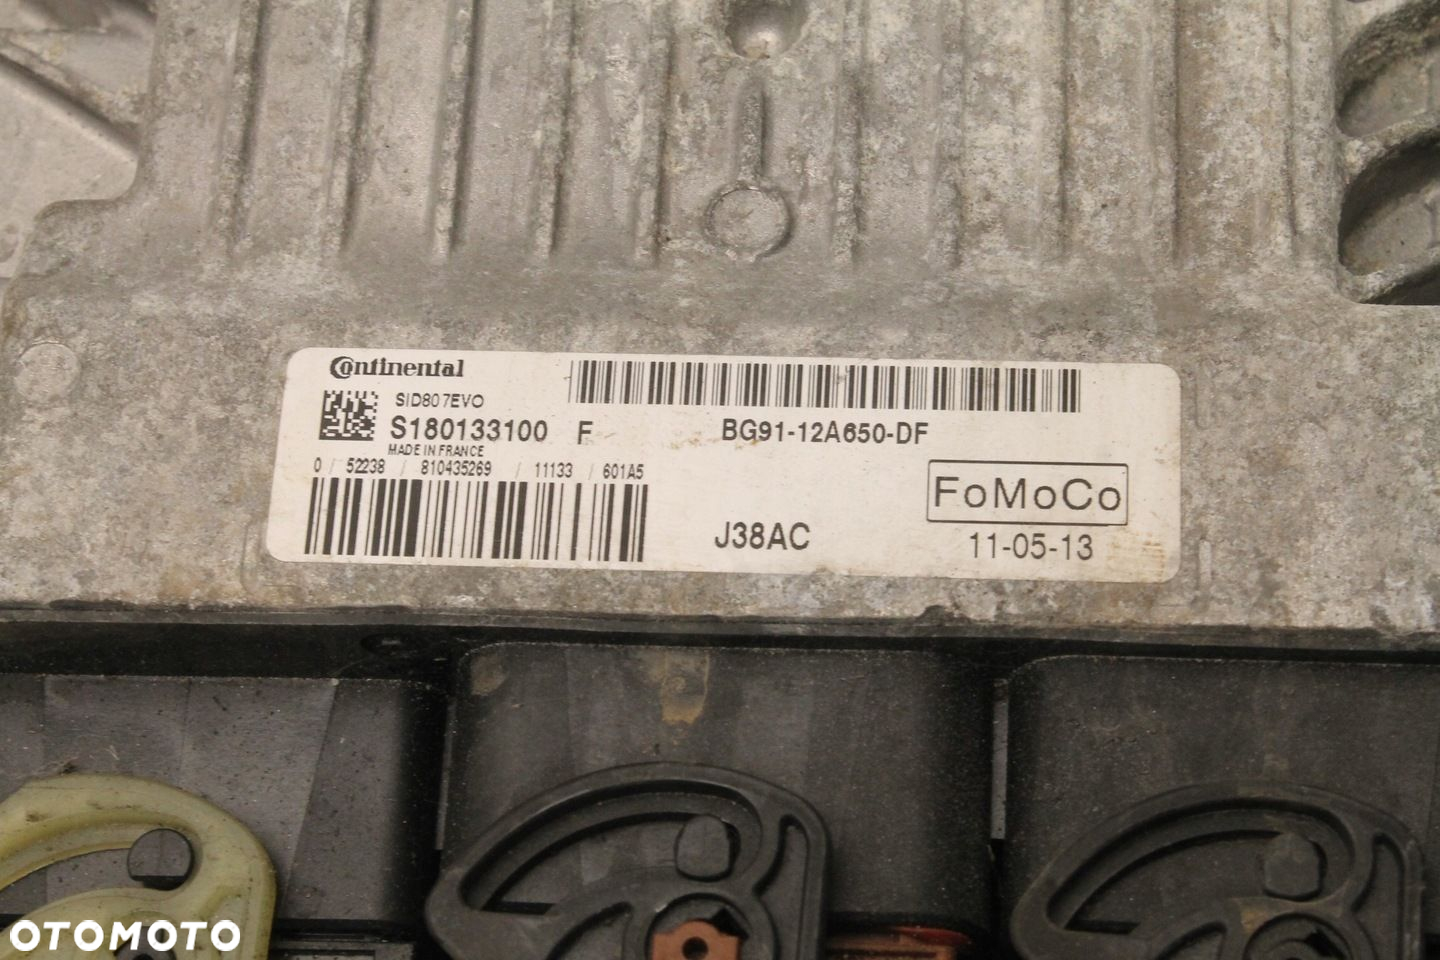 Continental
SID807EVO
S180133100 F BG91-12A650-DF
MADE IN FRANCE
0 / 52238 / 810435269 / 11133 / 601A5
FoMoCo
J38AC 11-05-13
OTOMOTO